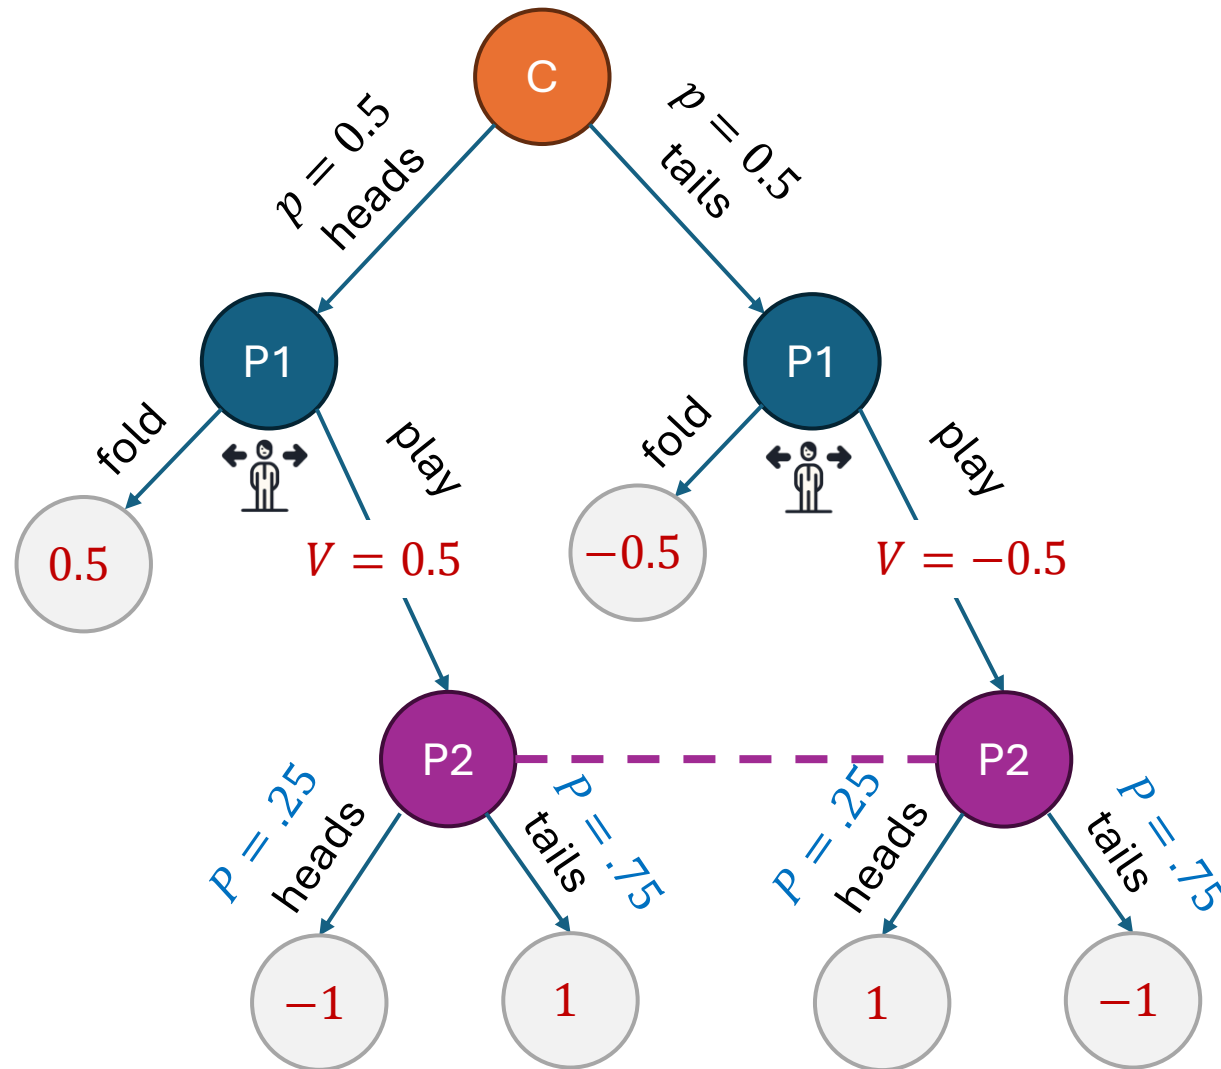 C
p = 0.5
heads
p = 0.5
tails
P1
P1
fold
play
fold
play
0.5
V = 0.5
−0.5
V = −0.5
P2
P2
P = .25
heads
P = .75
tails
P = .25
heads
P = .75
tails
−1
1
1
−1